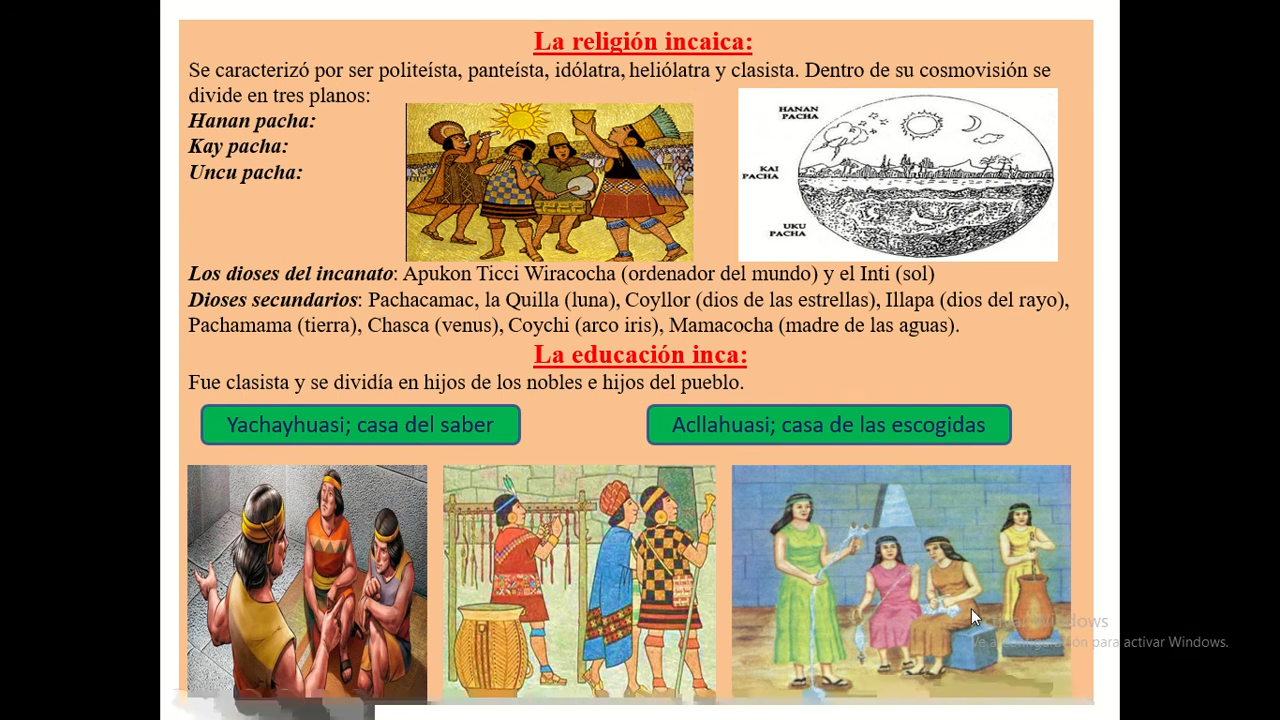 La religión incaica:
Se caracterizó por ser politeísta, panteísta, idólatra, heliólatra y clasista. Dentro de su cosmovisión se
divide en tres planos:
Hanan pacha:
Kay pacha:
Uncu pacha:
HANAN
PACHA
KAI
PACHA
UKU
PACHA
Los dioses del incanato: Apukon Ticci Wiracocha (ordenador del mundo) y el Inti (sol)
Dioses secundarios: Pachacamac, la Quilla (luna), Coyllor (dios de las estrellas), Illapa (dios del rayo),
Pachamama (tierra), Chasca (venus), Coychi (arco iris), Mamacocha (madre de las aguas).
La educación inca:
Fue clasista y se dividía en hijos de los nobles e hijos del pueblo.
Yachayhuasi; casa del saber
Acllahuasi; casa de las escogidas
para activar Windows.